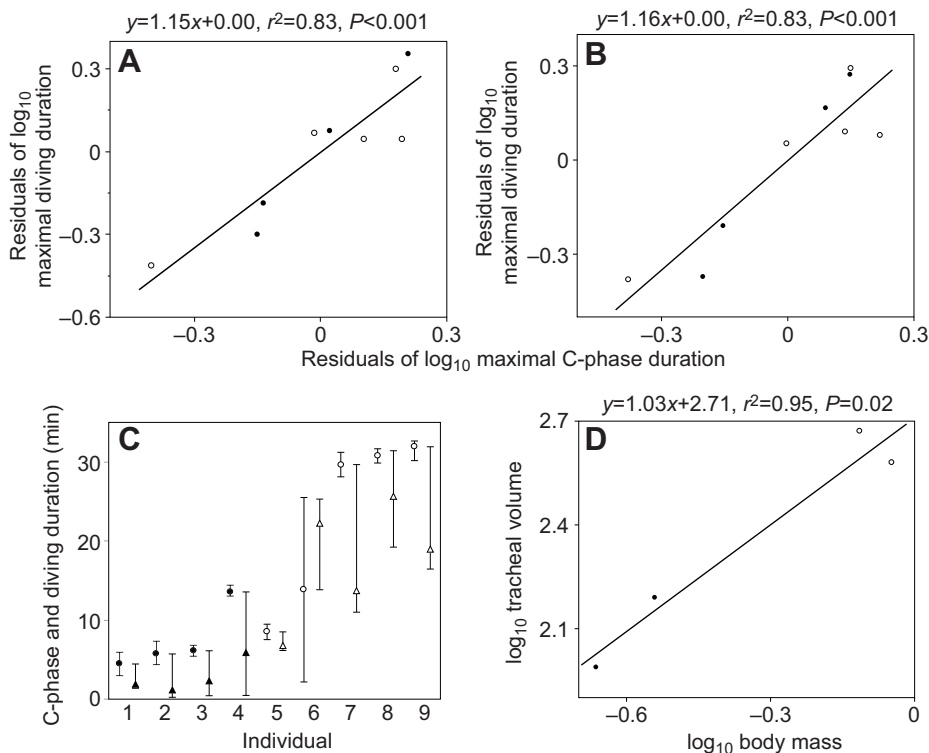 y=1.15x+0.00, r²=0.83, P<0.001
A
0.3
0
–0.3
–0.6
Residuals of log₁₀
maximal diving duration
–0.3
0
0.3
y=1.16x+0.00, r²=0.83, P<0.001
B
0.3
0
–0.3
Residuals of log₁₀
maximal diving duration
–0.3
0
0.3
Residuals of log₁₀ maximal C-phase duration
C
30
20
10
0
C-phase and diving duration (min)
1 2 3 4 5 6 7 8 9
Individual
y=1.03x+2.71, r²=0.95, P=0.02
D
2.7
2.4
2.1
log₁₀ tracheal volume
–0.6
–0.3
0
log₁₀ body mass